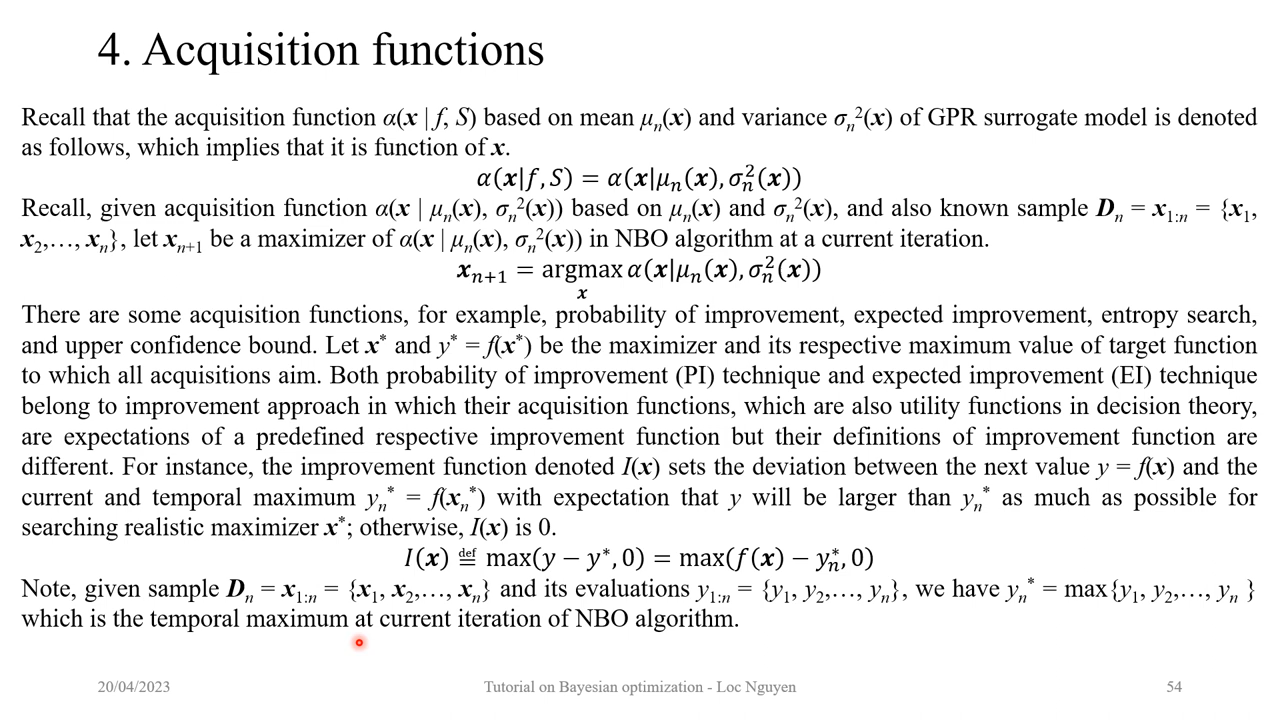 4. Acquisition functions
Recall that the acquisition function α(x | f, S) based on mean μₙ(x) and variance σₙ²(x) of GPR surrogate model is denoted
as follows, which implies that it is function of x.
α(x|f, S) = α(x|μₙ(x), σₙ²(x))
Recall, given acquisition function α(x | μₙ(x), σₙ²(x)) based on μₙ(x) and σₙ²(x), and also known sample Dₙ = x₁:ₙ = {x₁,
x₂,…, xₙ}, let xₙ₊₁ be a maximizer of α(x | μₙ(x), σₙ²(x)) in NBO algorithm at a current iteration.
xₙ₊₁ = argmax α(x|μₙ(x), σₙ²(x))
x
There are some acquisition functions, for example, probability of improvement, expected improvement, entropy search,
and upper confidence bound. Let x* and y* = f(x*) be the maximizer and its respective maximum value of target function
to which all acquisitions aim. Both probability of improvement (PI) technique and expected improvement (EI) technique
belong to improvement approach in which their acquisition functions, which are also utility functions in decision theory,
are expectations of a predefined respective improvement function but their definitions of improvement function are
different. For instance, the improvement function denoted I(x) sets the deviation between the next value y = f(x) and the
current and temporal maximum yₙ* = f(xₙ*) with expectation that y will be larger than yₙ* as much as possible for
searching realistic maximizer x*; otherwise, I(x) is 0.
I(x) ≝ max(y − y*, 0) = max(f(x) − yₙ*, 0)
Note, given sample Dₙ = x₁:ₙ = {x₁, x₂,…, xₙ} and its evaluations y₁:ₙ = {y₁, y₂,…, yₙ}, we have yₙ* = max{y₁, y₂,…, yₙ }
which is the temporal maximum at current iteration of NBO algorithm.
20/04/2023 Tutorial on Bayesian optimization - Loc Nguyen 54